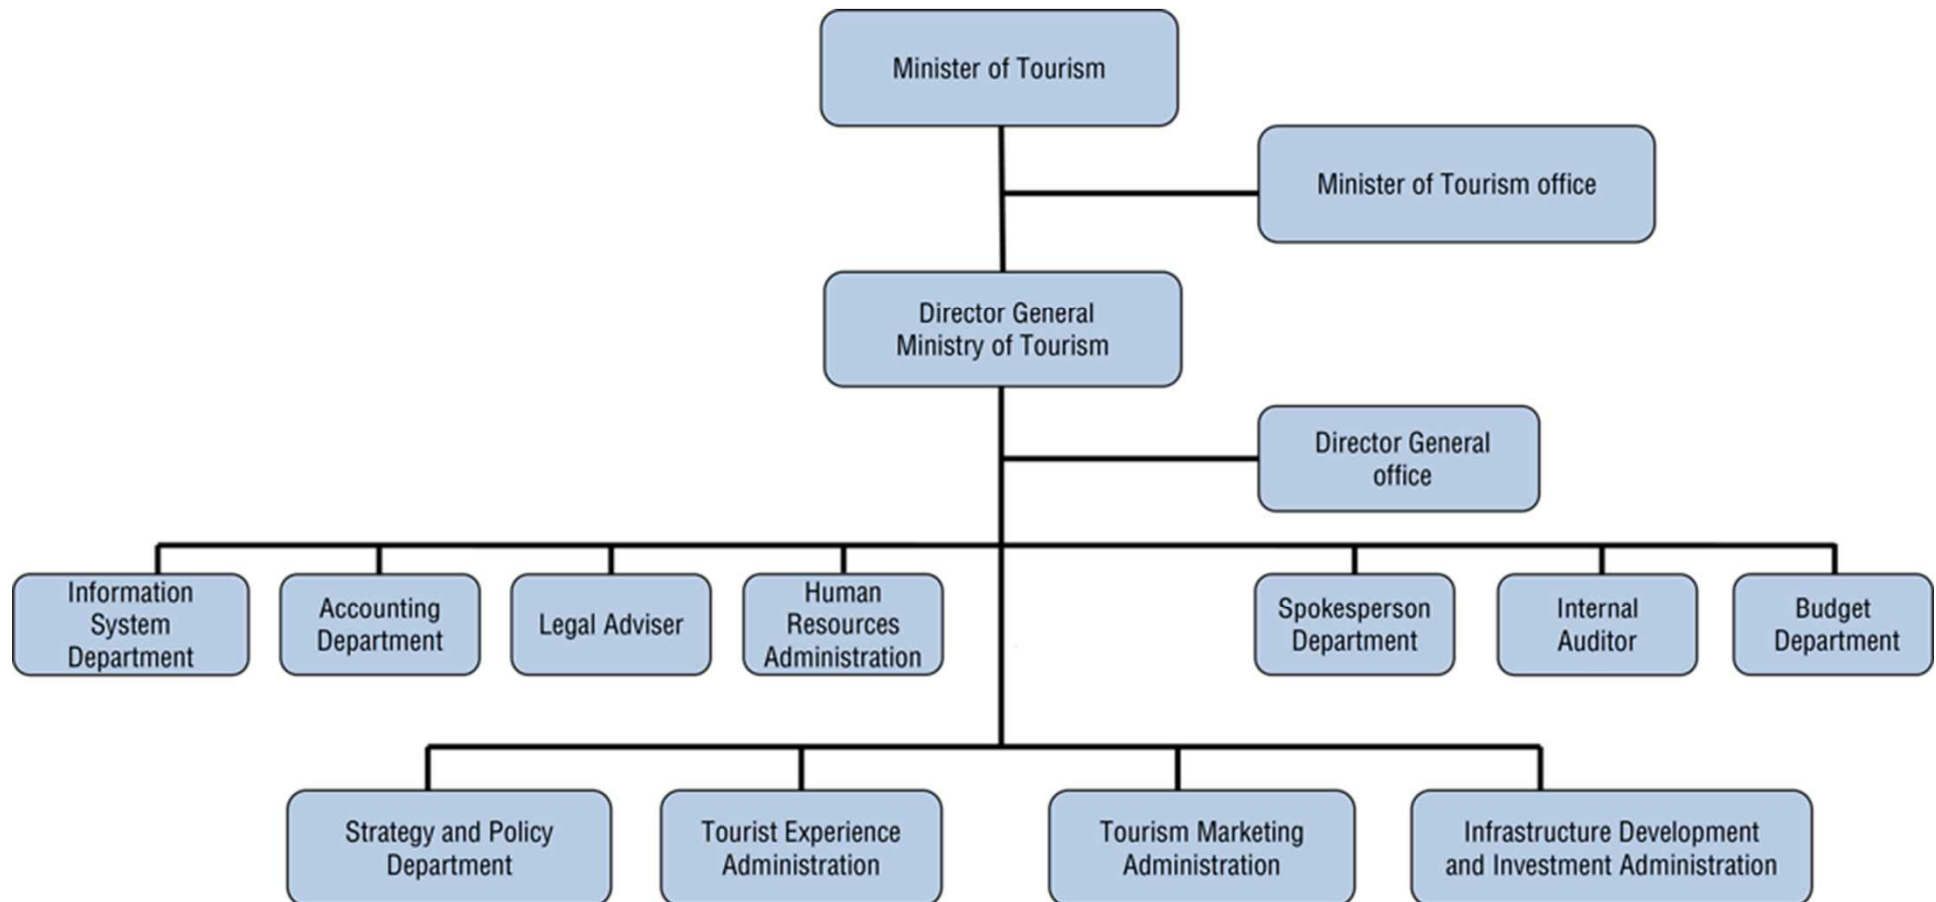 Minister of Tourism
Minister of Tourism office
Director General
Ministry of Tourism
Director General
office
Information
System
Department
Accounting
Department
Legal Adviser
Human
Resources
Administration
Spokesperson
Department
Internal
Auditor
Budget
Department
Strategy and Policy
Department
Tourist Experience
Administration
Tourism Marketing
Administration
Infrastructure Development
and Investment Administration